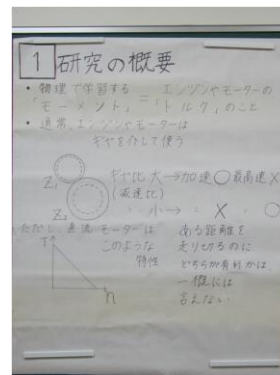 1 研究の概要
• 物理で学習する「モーメント」 = エンジンやモーターの「トルク」のこと
• 通常、エンジンやモーターは
ギヤを介して使う
Z₁
Z₂
ギヤ比 大→加速○最高速×
(減速比)
〃 小→ 〃 × 〃 ○
ただし、直流モーターは
このような
特性
T
n
ある距離を
走り切るのに
どちらが有利かは
一概には
言えない